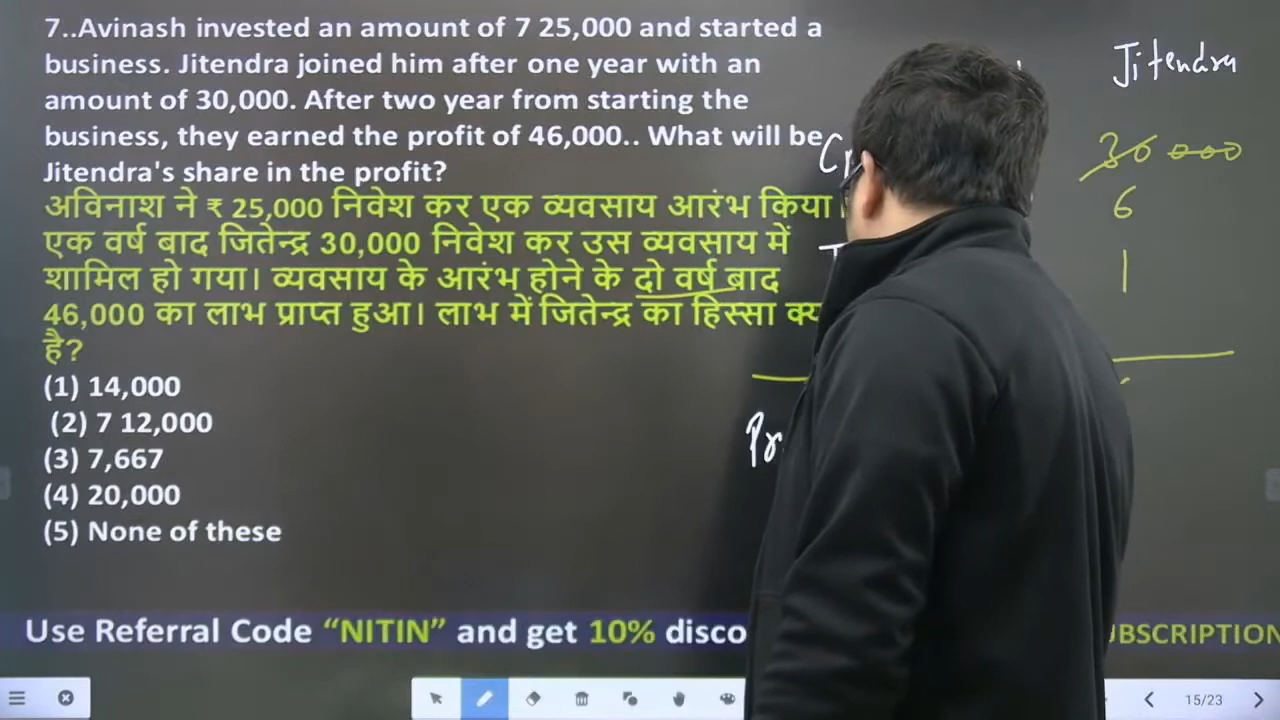 7..Avinash invested an amount of 7 25,000 and started a
business. Jitendra joined him after one year with an
amount of 30,000. After two year from starting the
business, they earned the profit of 46,000.. What will be
Jitendra's share in the profit?
अविनाश ने ₹ 25,000 निवेश कर एक व्यवसाय आरंभ किया।
एक वर्ष बाद जितेन्द्र 30,000 निवेश कर उस व्यवसाय में
शामिल हो गया। व्यवसाय के आरंभ होने के दो वर्ष बाद
46,000 का लाभ प्राप्त हुआ। लाभ में जितेन्द्र का हिस्सा क्य
है?
(1) 14,000
(2) 7 12,000
(3) 7,667
(4) 20,000
(5) None of these
Jitendra
30000
6
1
Use Referral Code “NITIN” and get 10% disco
UBSCRIPTION
15/23